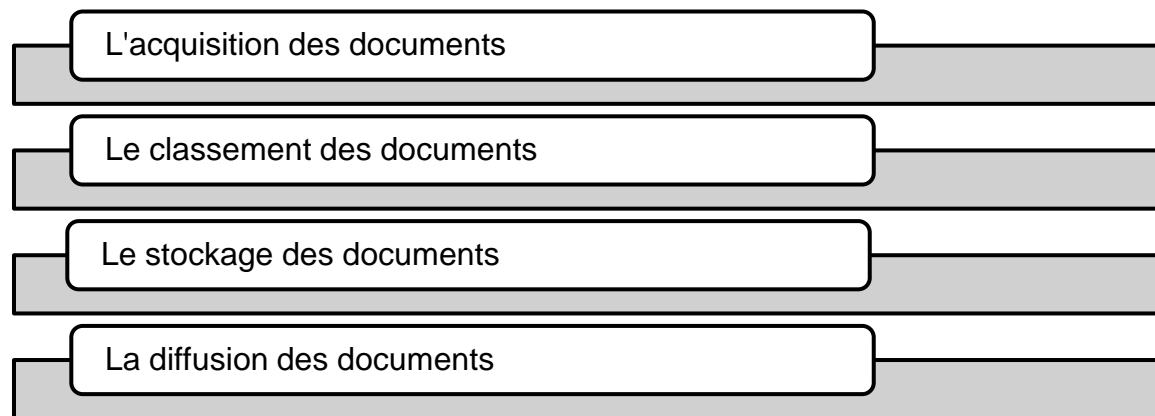 L'acquisition des documents
Le classement des documents
Le stockage des documents
La diffusion des documents